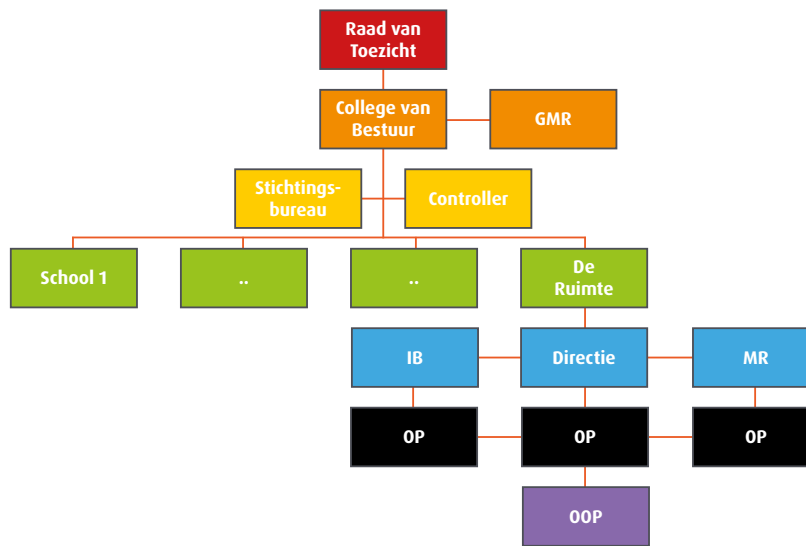 Raad van
Toezicht
College van
Bestuur
GMR
Stichtings-
bureau
Controller
School 1
..
..
De
Ruimte
IB
Directie
MR
OP
OP
OP
OOP